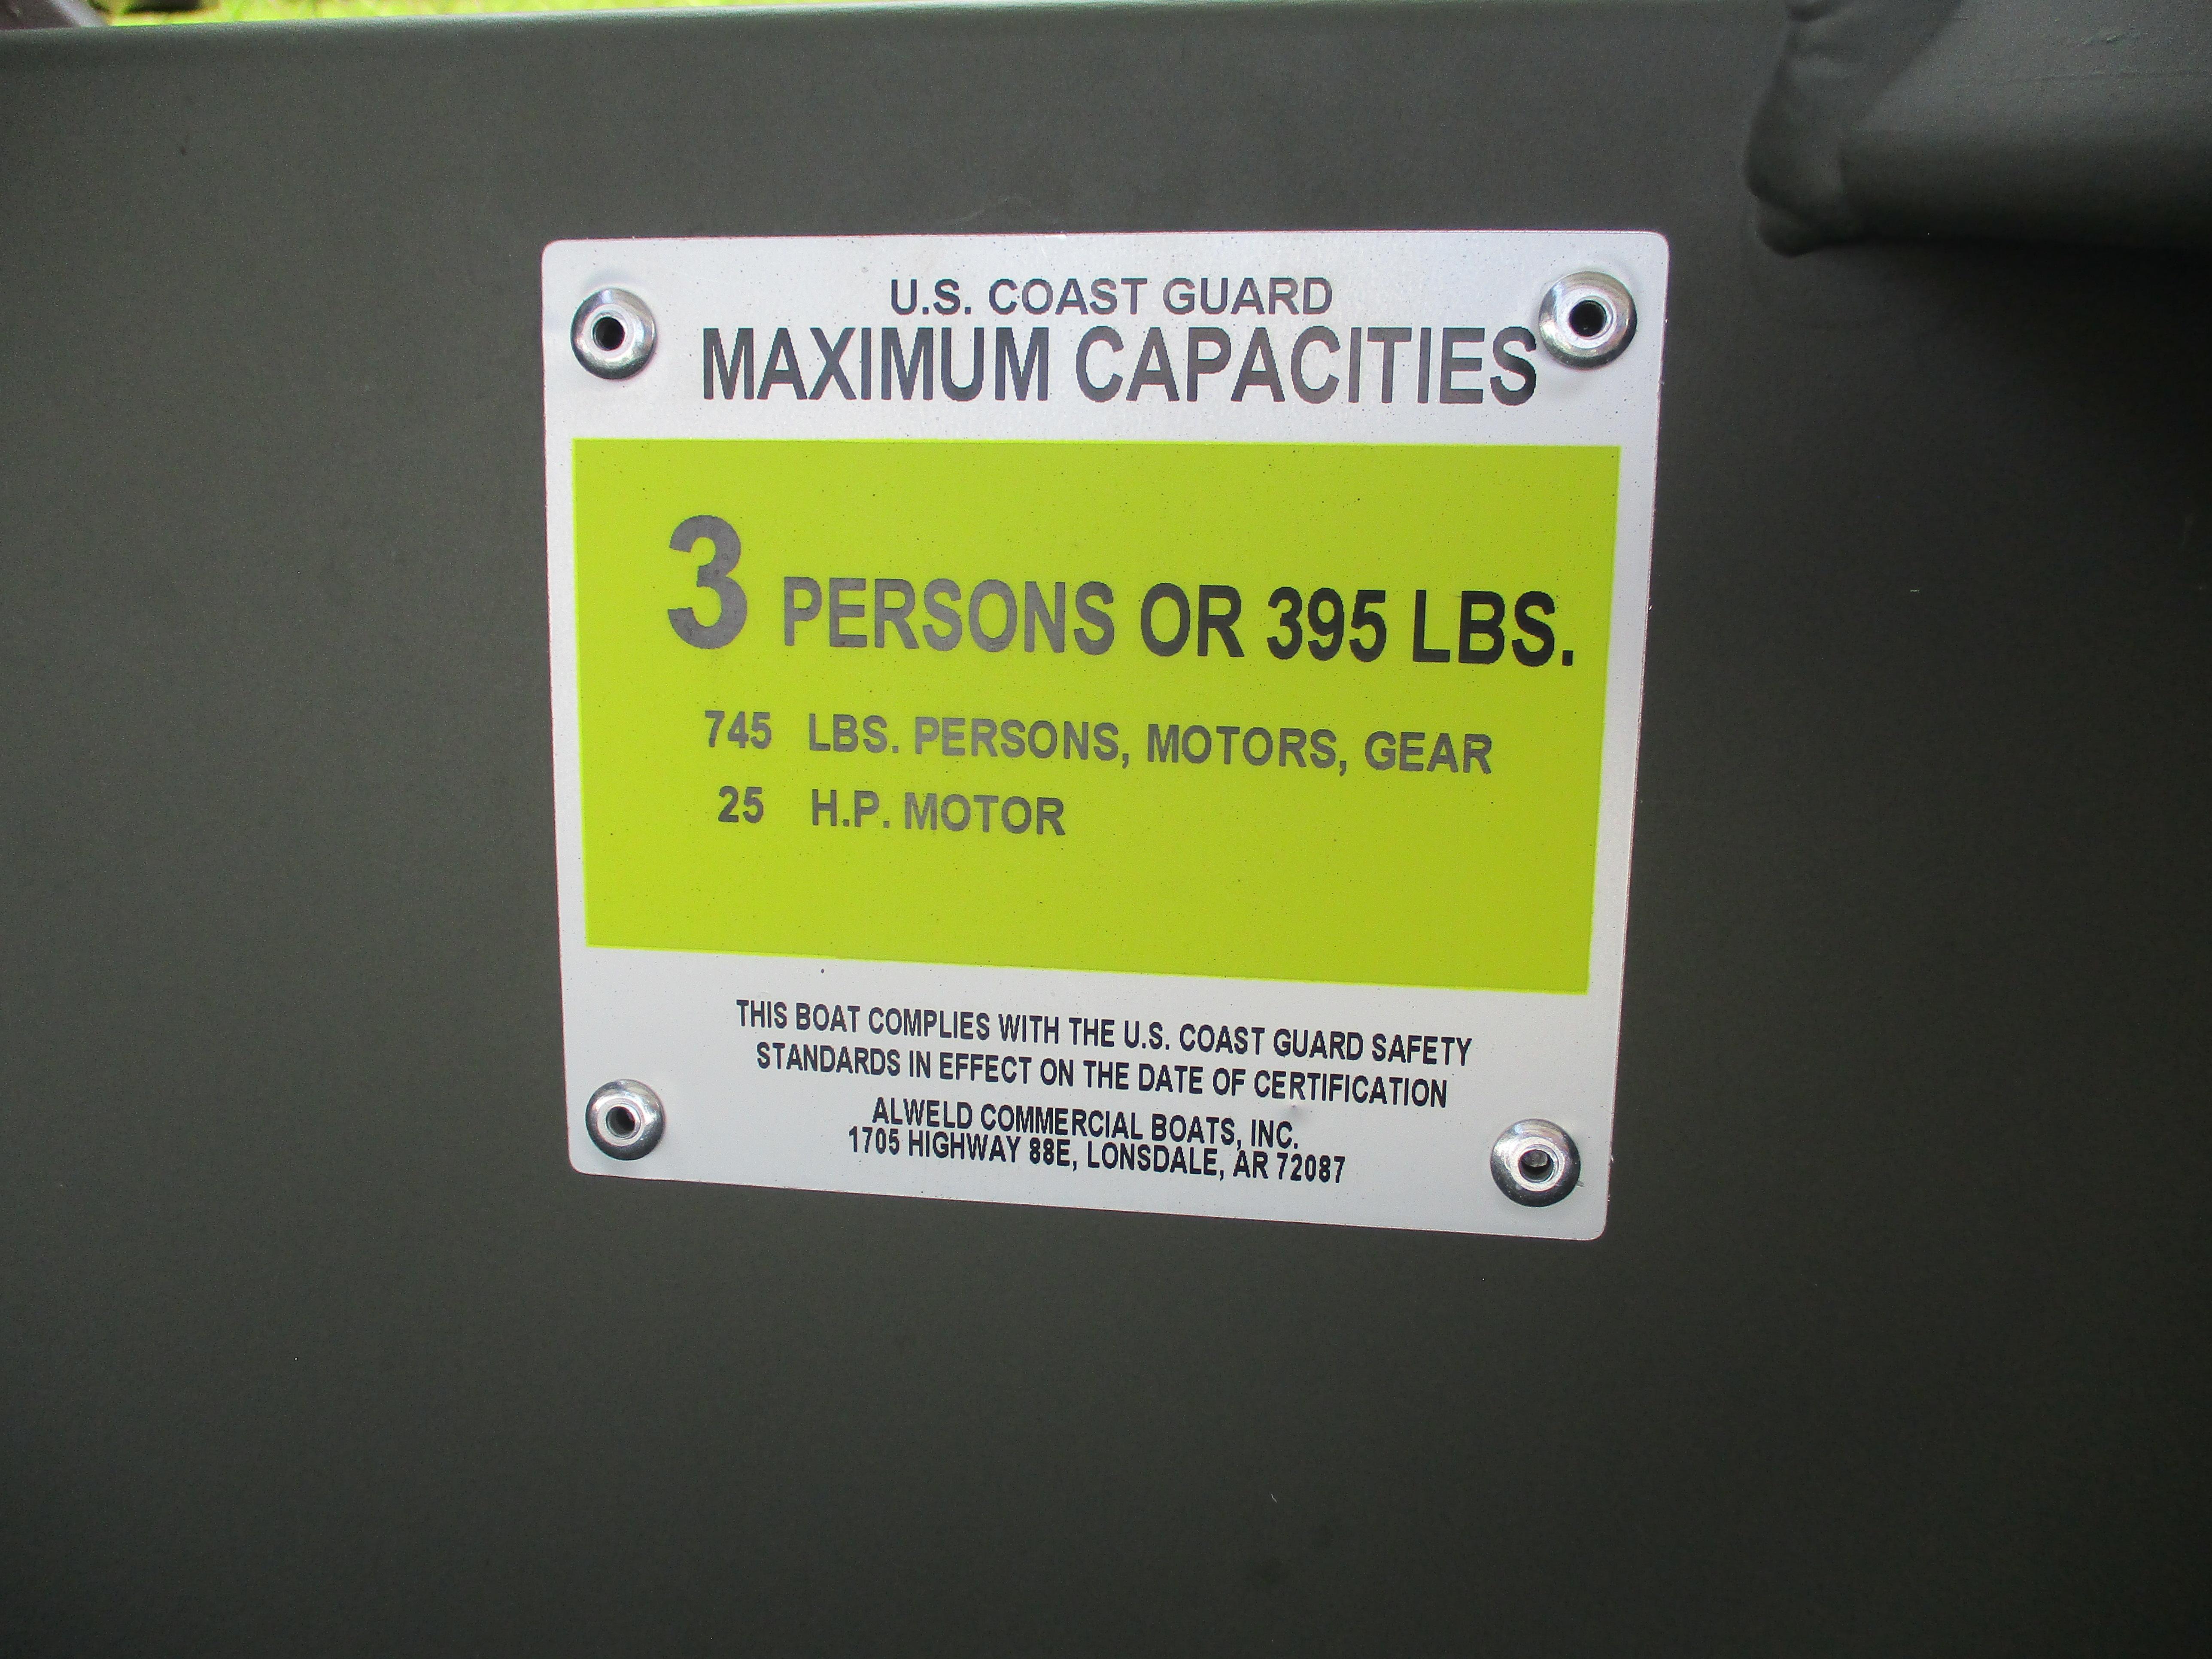 U.S. COAST GUARD
MAXIMUM CAPACITIES
3 PERSONS OR 395 LBS.
745 LBS. PERSONS, MOTORS, GEAR
25 H.P. MOTOR
THIS BOAT COMPLIES WITH THE U.S. COAST GUARD SAFETY
STANDARDS IN EFFECT ON THE DATE OF CERTIFICATION
ALWELD COMMERCIAL BOATS, INC.
1705 HIGHWAY 88E, LONSDALE, AR 72087